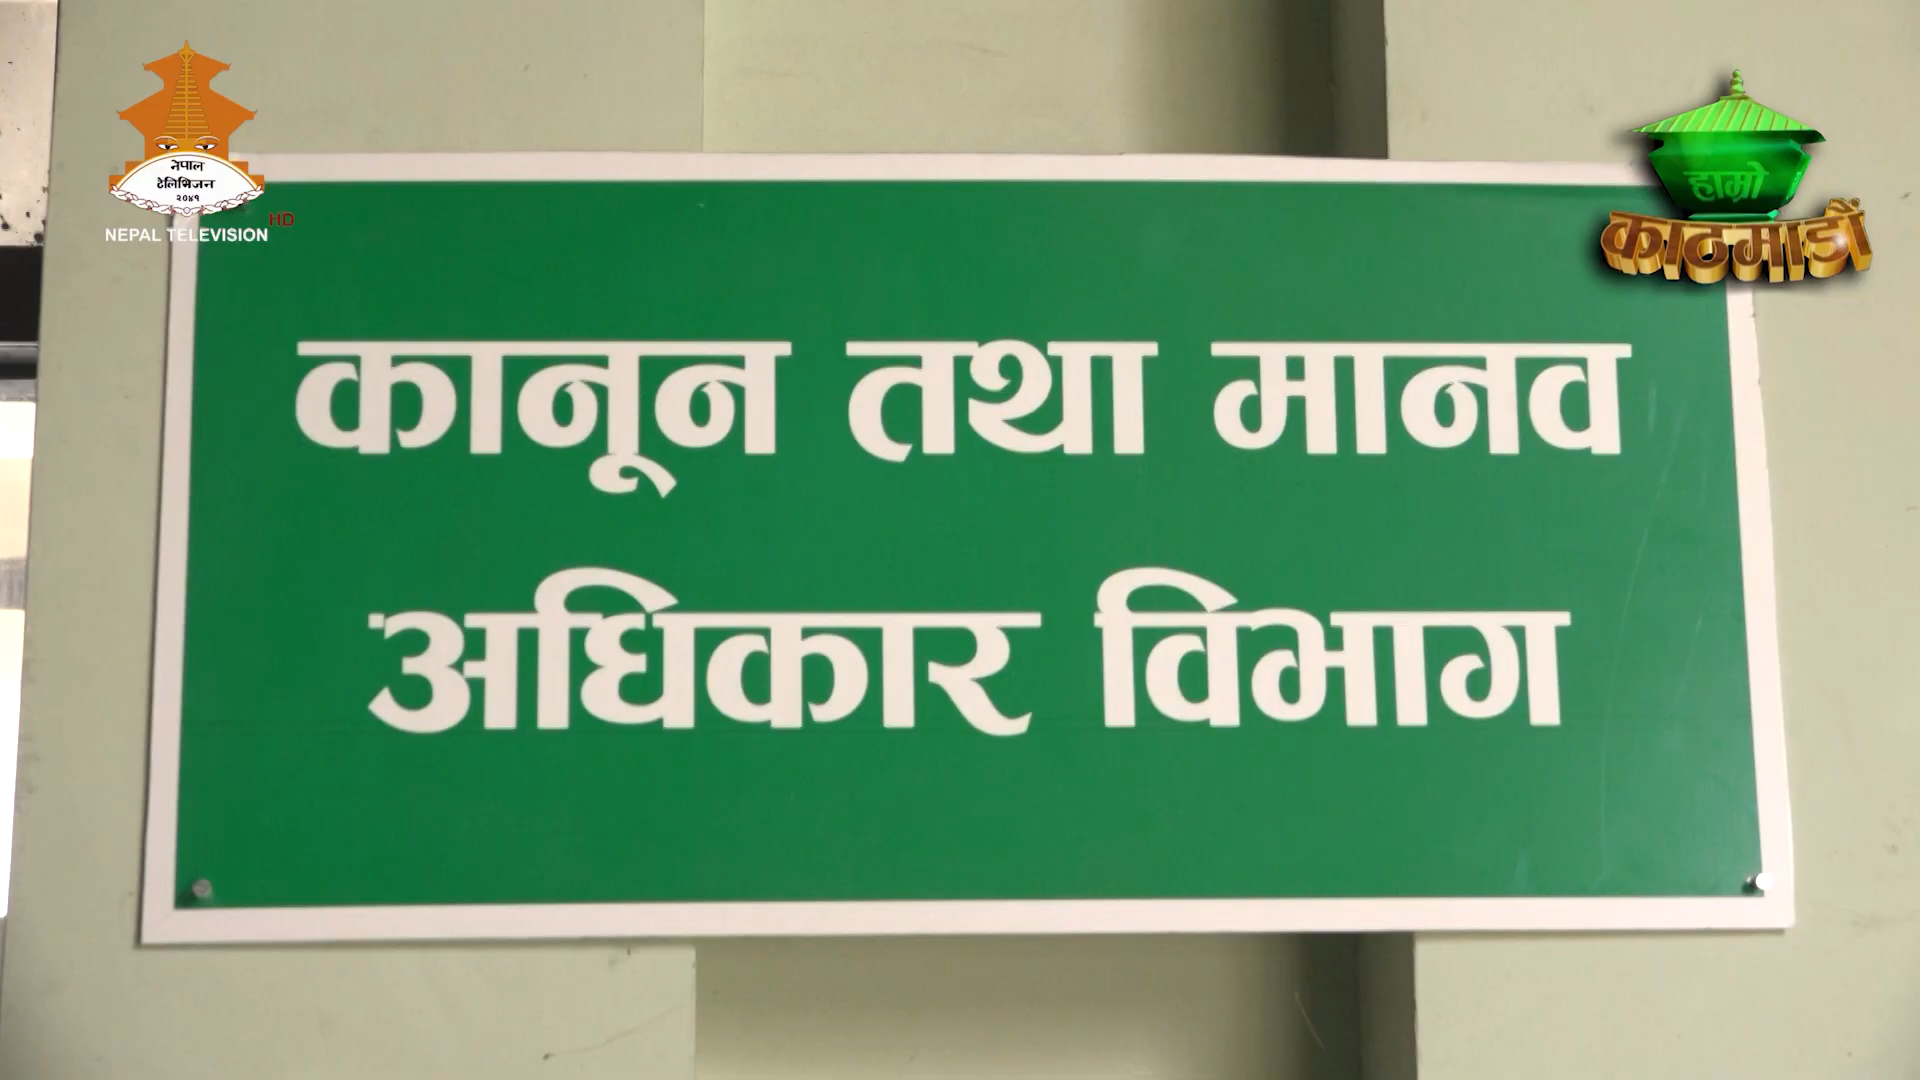 नेपाल
टेलिभिजन
२०४१
HD
NEPAL TELEVISION
हाम्रो
काठमाडौं
कानून तथा मानव
अधिकार विभाग